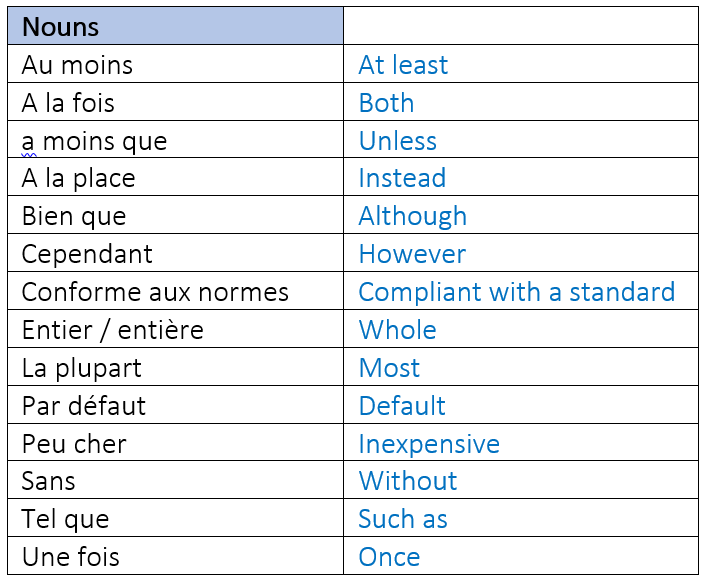 Nouns
Au moins At least
A la fois Both
a moins que Unless
A la place Instead
Bien que Although
Cependant However
Conforme aux normes Compliant with a standard
Entier / entière Whole
La plupart Most
Par défaut Default
Peu cher Inexpensive
Sans Without
Tel que Such as
Une fois Once